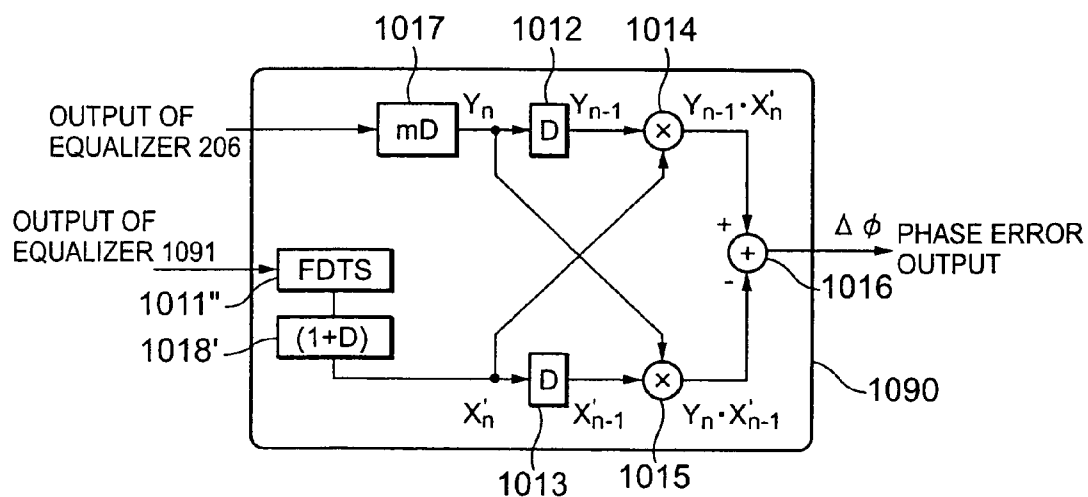 1017
1012
1014
OUTPUT OF
EQUALIZER 206
mD
Yn
D
Yn-1
×
Yn-1·X'n
OUTPUT OF
EQUALIZER 1091
FDTS
1011"
(1+D)
1018'
+
+
-
Δφ
PHASE ERROR
OUTPUT
1016
X'n
D
X'n-1
×
Yn·X'n-1
1090
1013
1015